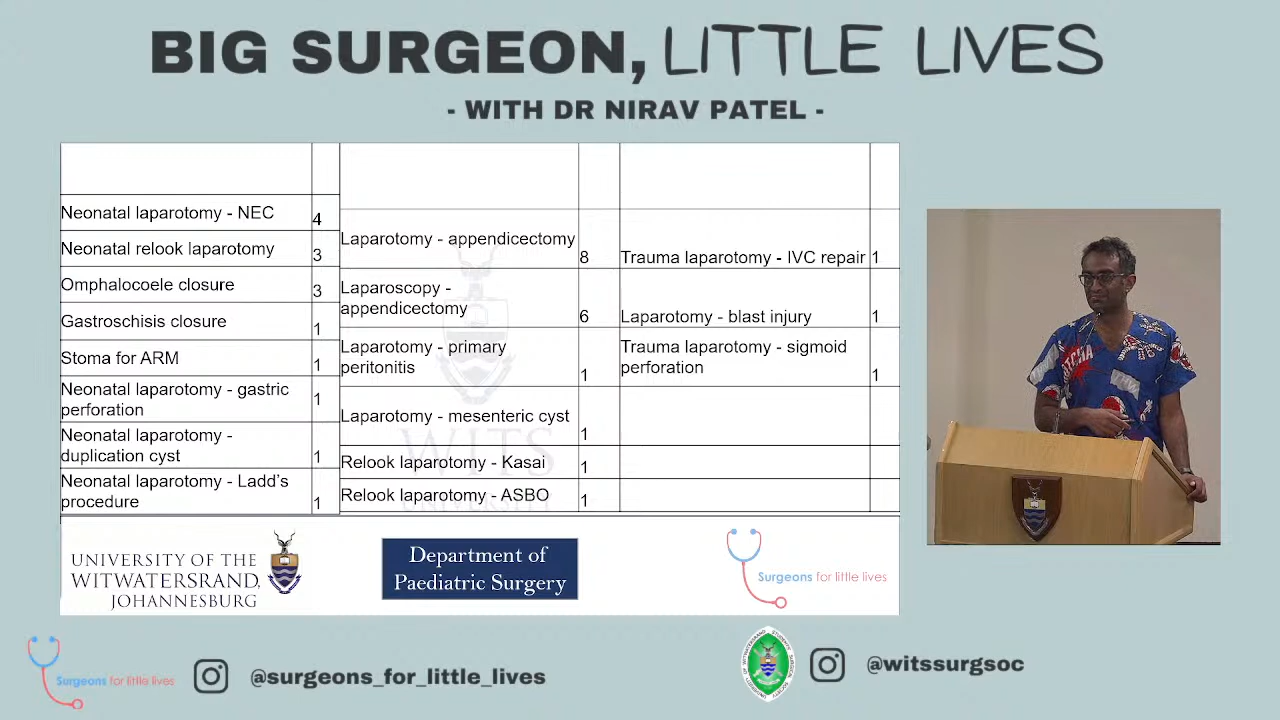 BIG SURGEON, LITTLE LIVES
- WITH DR NIRAV PATEL -
Neonatal laparotomy - NEC 4
Neonatal relook laparotomy 3
Omphalocoele closure 3
Gastroschisis closure 1
Stoma for ARM 1
Neonatal laparotomy - gastric
perforation 1
Neonatal laparotomy -
duplication cyst 1
Neonatal laparotomy - Ladd's
procedure 1
Laparotomy - appendicectomy 8
Laparoscopy -
appendicectomy 6
Laparotomy - primary
peritonitis 1
Laparotomy - mesenteric cyst 1
Relook laparotomy - Kasai 1
Relook laparotomy - ASBO 1
Trauma laparotomy - IVC repair 1
Laparotomy - blast injury 1
Trauma laparotomy - sigmoid
perforation 1
WITS
UNIVERSITY
UNIVERSITY OF THE
WITWATERSRAND,
JOHANNESBURG
Department of
Paediatric Surgery
Surgeons for little lives
Surgeons for little lives
@surgeons_for_little_lives
@witssurgsoc